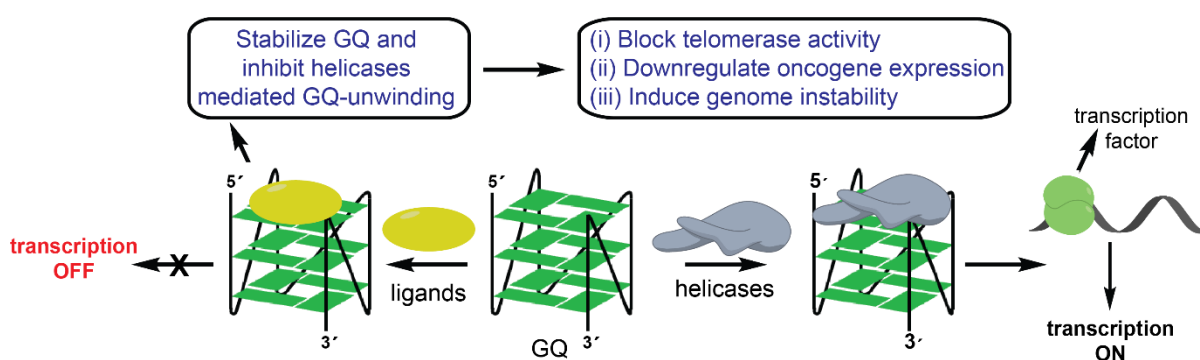 Stabilize GQ and
inhibit helicases
mediated GQ-unwinding
(i) Block telomerase activity
(ii) Downregulate oncogene expression
(iii) Induce genome instability
transcription
factor
5´
5´
5´
transcription
OFF
X
ligands
helicases
3´
GQ
3´
3´
transcription
ON